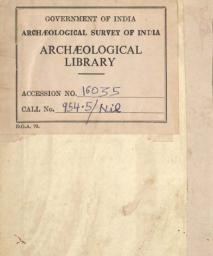 GOVERNMENT OF INDIA
ARCHÆOLOGICAL SURVEY OF INDIA
ARCHÆOLOGICAL
LIBRARY
ACCESSION NO. 16035
CALL No. 954.5/Nil
D.G.A. 79.